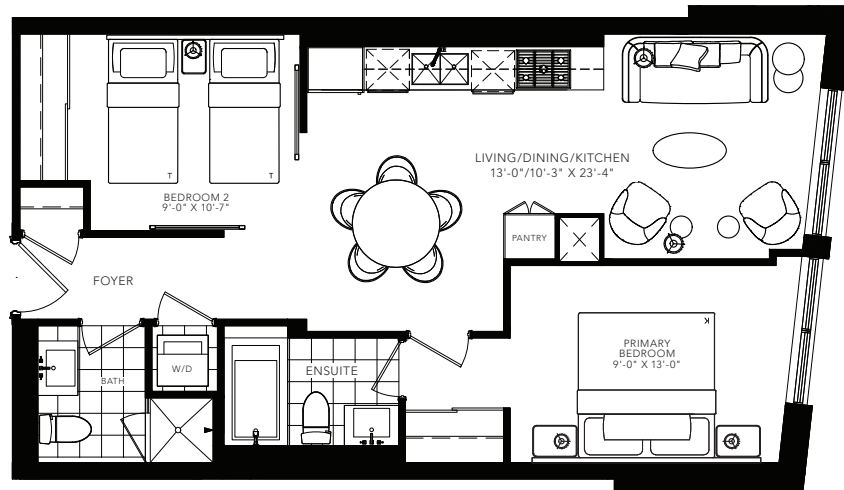 BEDROOM 2
9'-0" X 10'-7"
T
T
LIVING/DINING/KITCHEN
13'-0"/10'-3" X 23'-4"
PANTRY
FOYER
PRIMARY
BEDROOM
9'-0" X 13'-0"
K
W/D
BATH
ENSUITE